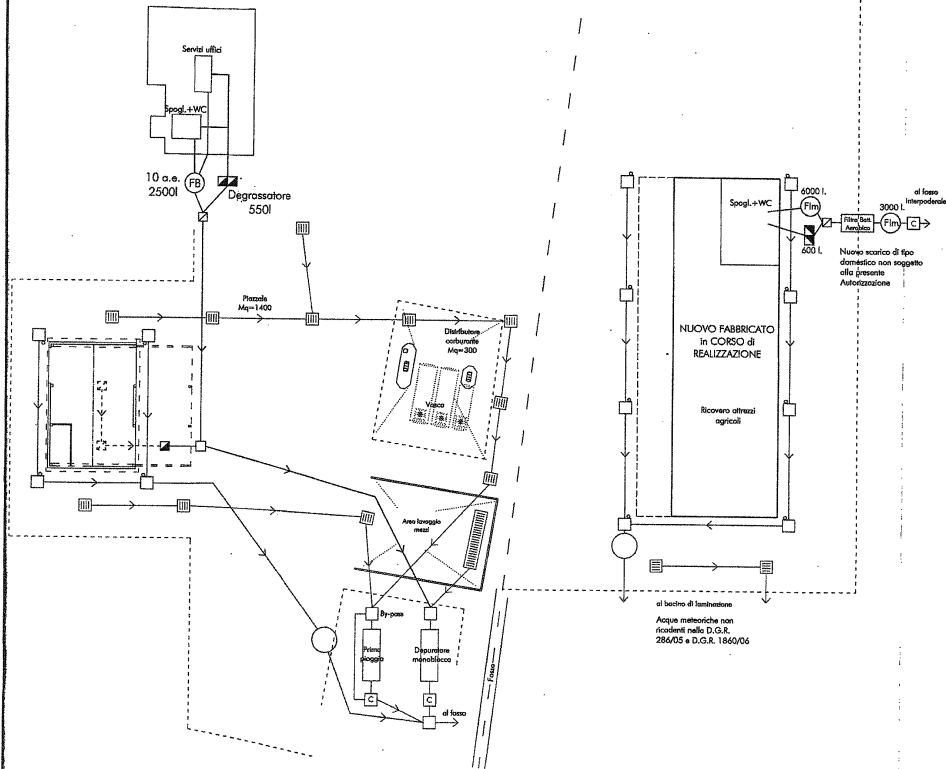 Servizi uffici
Spogl.+WC
10 a.e.
2500l
FB
Degrassatore
550l
Piazzale
Mq=1400
Distributore
carburante
Mq=300
Vasca
Area lavaggio
mezzi
By-pass
Prima
pioggia
Depuratore
monoblocco
C
C
al fosso
Fosso
Spogl.+WC
6000 l.
FIm
600 l.
Filtro Batt.
Aerobico
3000 l.
FIm
C
al fosso
interpoderale
Nuovo scarico di tipo
domestico non soggetto
alla presente
Autorizzazione
NUOVO FABBRICATO
in CORSO di
REALIZZAZIONE
Ricovero attrezzi
agricoli
al bacino di laminazione
Acque meteoriche non
ricadenti nella D.G.R.
286/05 e D.G.R. 1860/06